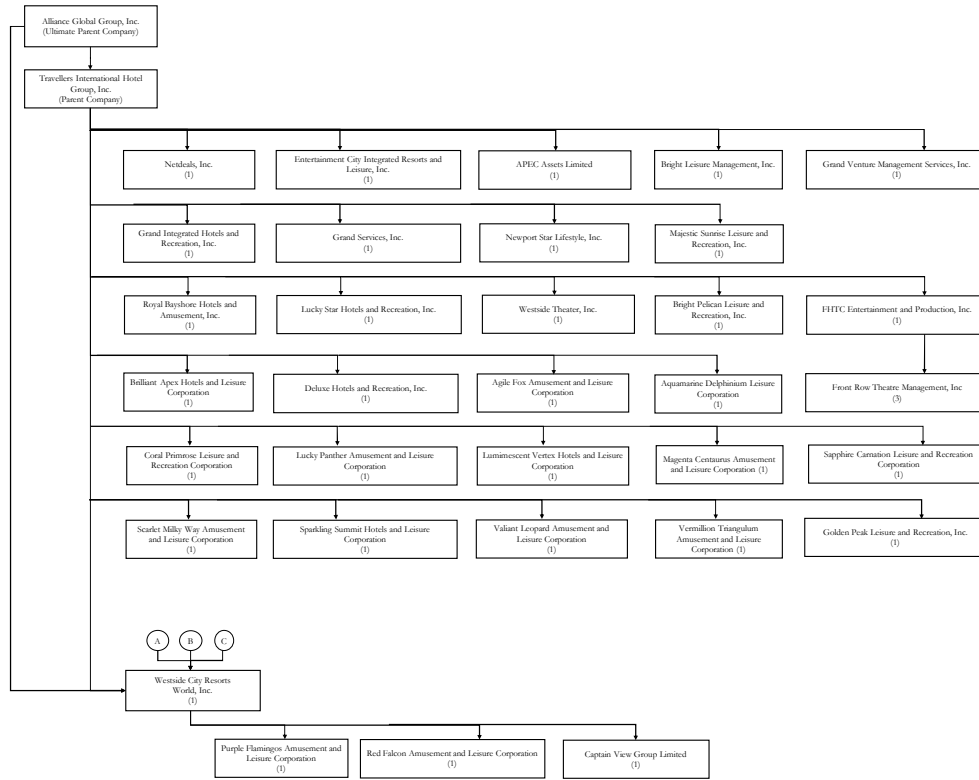 Alliance Global Group, Inc.
(Ultimate Parent Company)
Travellers International Hotel
Group, Inc.
(Parent Company)
Netdeals, Inc.
(1)
Entertainment City Integrated Resorts and
Leisure, Inc.
(1)
APEC Assets Limited
(1)
Bright Leisure Management, Inc.
(1)
Grand Venture Management Services, Inc.
(1)
Grand Integrated Hotels and
Recreation, Inc.
(1)
Grand Services, Inc.
(1)
Newport Star Lifestyle, Inc.
(1)
Majestic Sunrise Leisure and
Recreation, Inc.
(1)
Royal Bayshore Hotels and
Amusement, Inc.
(1)
Lucky Star Hotels and Recreation, Inc.
(1)
Westside Theater, Inc.
(1)
Bright Pelican Leisure and
Recreation, Inc.
(1)
FHTC Entertainment and Production, Inc.
(1)
Brilliant Apex Hotels and Leisure
Corporation
(1)
Deluxe Hotels and Recreation, Inc.
(1)
Agile Fox Amusement and Leisure
Corporation
(1)
Aquamarine Delphinium Leisure
Corporation
(1)
Front Row Theatre Management, Inc
(3)
Coral Primrose Leisure and
Recreation Corporation
(1)
Lucky Panther Amusement and Leisure
Corporation
(1)
Lumimescent Vertex Hotels and Leisure
Corporation
(1)
Magenta Centaurus Amusement
and Leisure Corporation (1)
Sapphire Carnation Leisure and Recreation
Corporation
(1)
Scarlet Milky Way Amusement
and Leisure Corporation
(1)
Sparkling Summit Hotels and Leisure
Corporation
(1)
Valiant Leopard Amusement and
Leisure Corporation
(1)
Vermillion Triangulum
Amusement and Leisure
Corporation (1)
Golden Peak Leisure and Recreation, Inc.
(1)
A
B
C
Westside City Resorts
World, Inc.
(1)
Purple Flamingos Amusement and
Leisure Corporation
(1)
Red Falcon Amusement and Leisure Corporation
(1)
Captain View Group Limited
(1)